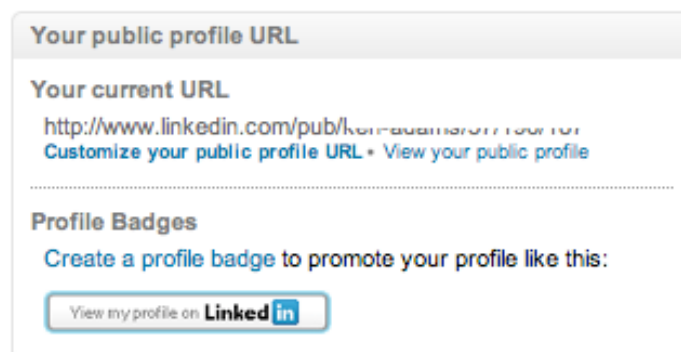 Your public profile URL
Your current URL
http://www.linkedin.com/pub/ken-adams/
Customize your public profile URL • View your public profile
Profile Badges
Create a profile badge to promote your profile like this:
View my profile on Linked in